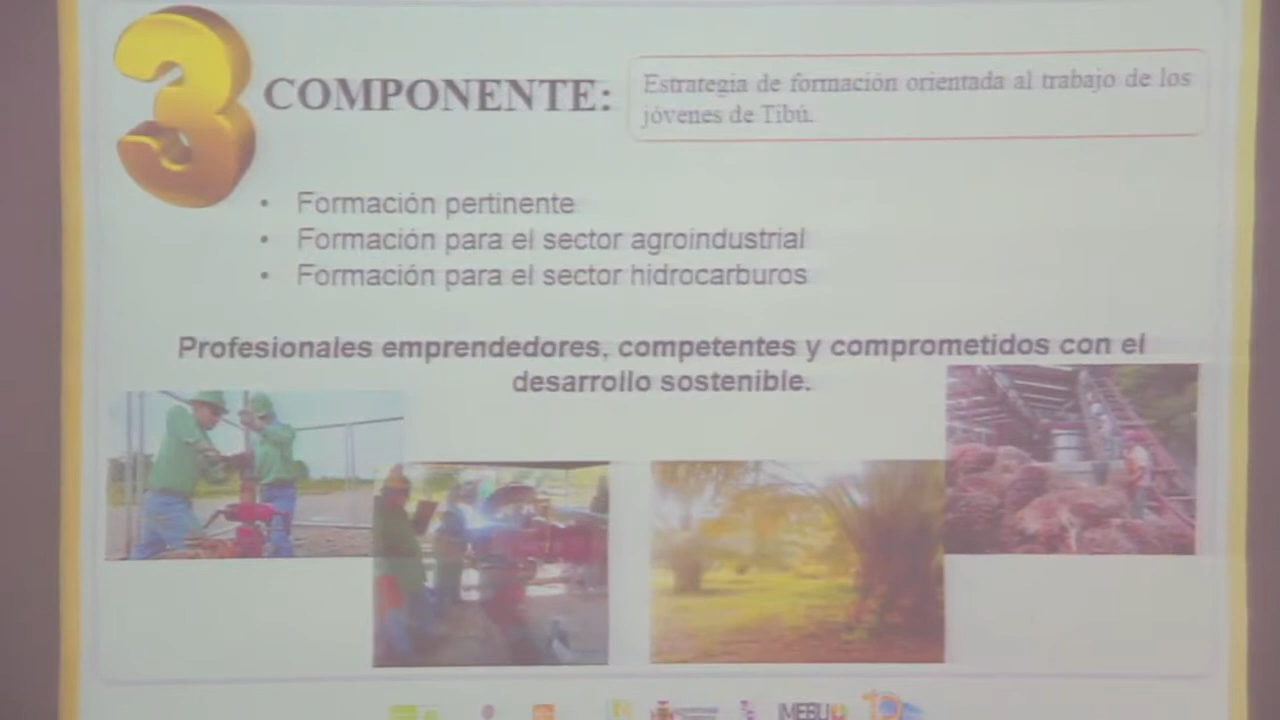 3
COMPONENTE:
Estrategia de formación orientada al trabajo de los
jóvenes de Tibú.
• Formación pertinente
• Formación para el sector agroindustrial
• Formación para el sector hidrocarburos
Profesionales emprendedores, competentes y comprometidos con el
desarrollo sostenible.